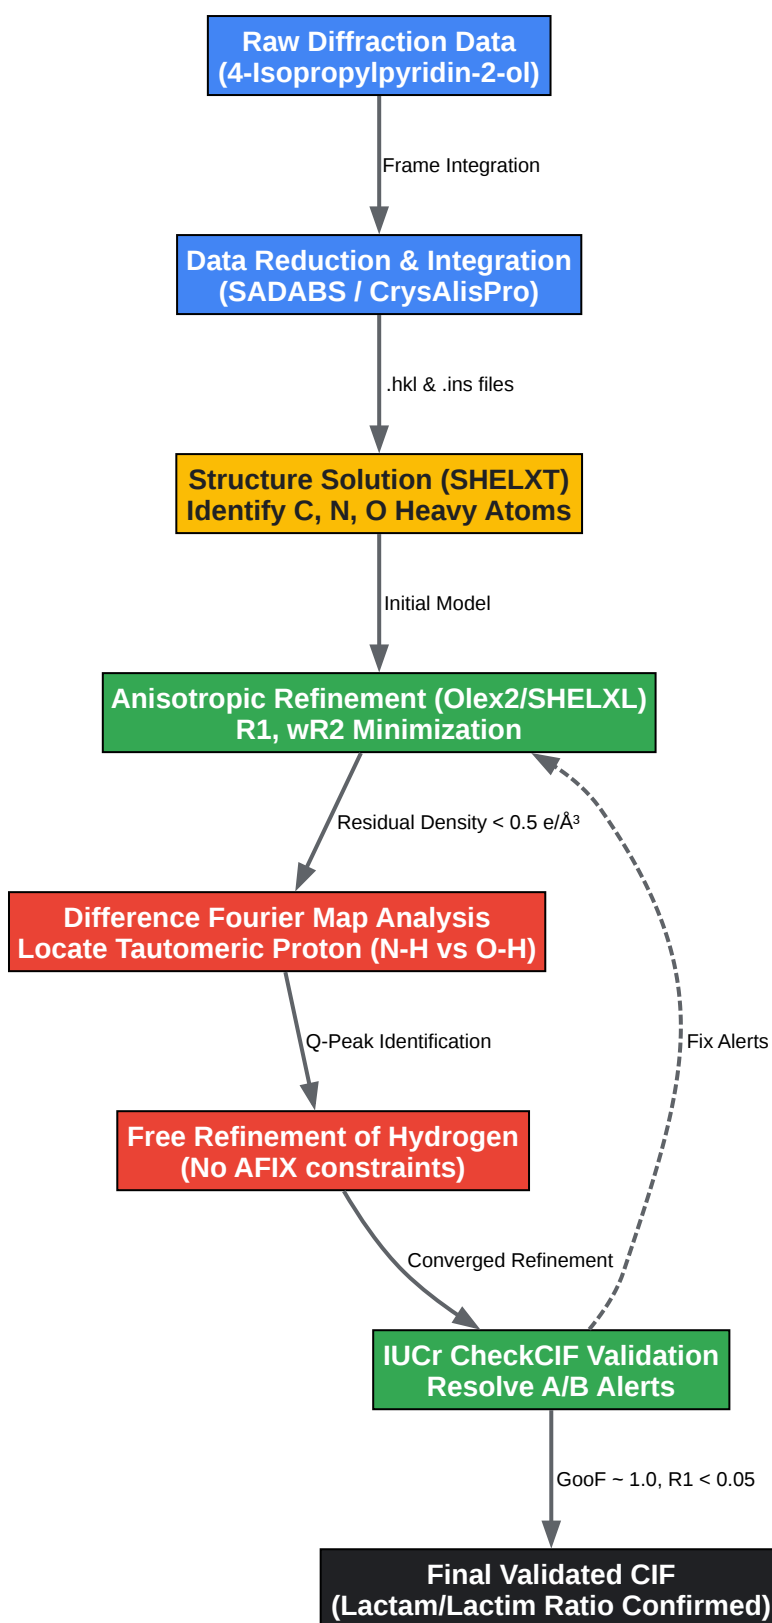 Raw Diffraction Data
(4-Isopropylpyridin-2-ol)
Frame Integration
Data Reduction & Integration
(SADABS / CrysAlisPro)
.hkl & .ins files
Structure Solution (SHELXT)
Identify C, N, O Heavy Atoms
Initial Model
Anisotropic Refinement (Olex2/SHELXL)
R1, wR2 Minimization
Residual Density < 0.5 e/Å³
Difference Fourier Map Analysis
Locate Tautomeric Proton (N-H vs O-H)
Q-Peak Identification
Fix Alerts
Free Refinement of Hydrogen
(No AFIX constraints)
Converged Refinement
IUCr CheckCIF Validation
Resolve A/B Alerts
GooF ~ 1.0, R1 < 0.05
Final Validated CIF
(Lactam/Lactim Ratio Confirmed)